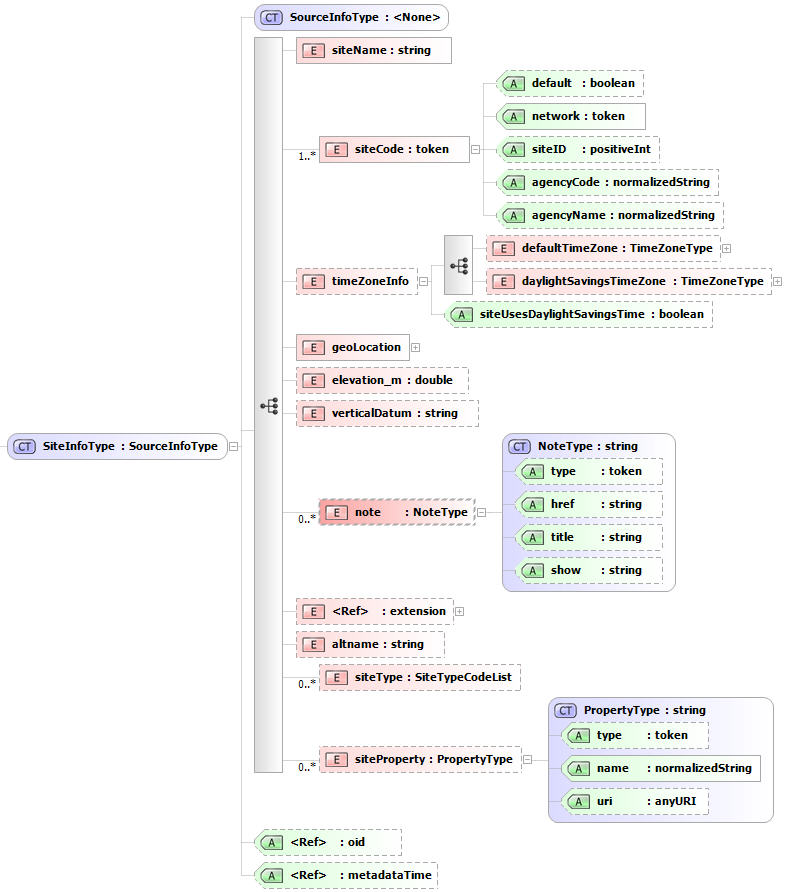 CT SourceInfoType : <None>
E siteName : string
A default : boolean
A network : token
1..* E siteCode : token
A siteID : positiveInt
A agencyCode : normalizedString
A agencyName : normalizedString
E defaultTimeZone : TimeZoneType
E timeZoneInfo
E daylightSavingsTimeZone : TimeZoneType
A siteUsesDaylightSavingsTime : boolean
E geoLocation
E elevation_m : double
E verticalDatum : string
CT SiteInfoType : SourceInfoType
CT NoteType : string
A type : token
A href : string
0..* E note : NoteType
A title : string
A show : string
E <Ref> : extension
E altname : string
0..* E siteType : SiteTypeCodeList
CT PropertyType : string
A type : token
0..* E siteProperty : PropertyType
A name : normalizedString
A uri : anyURI
A <Ref> : oid
A <Ref> : metadataTime